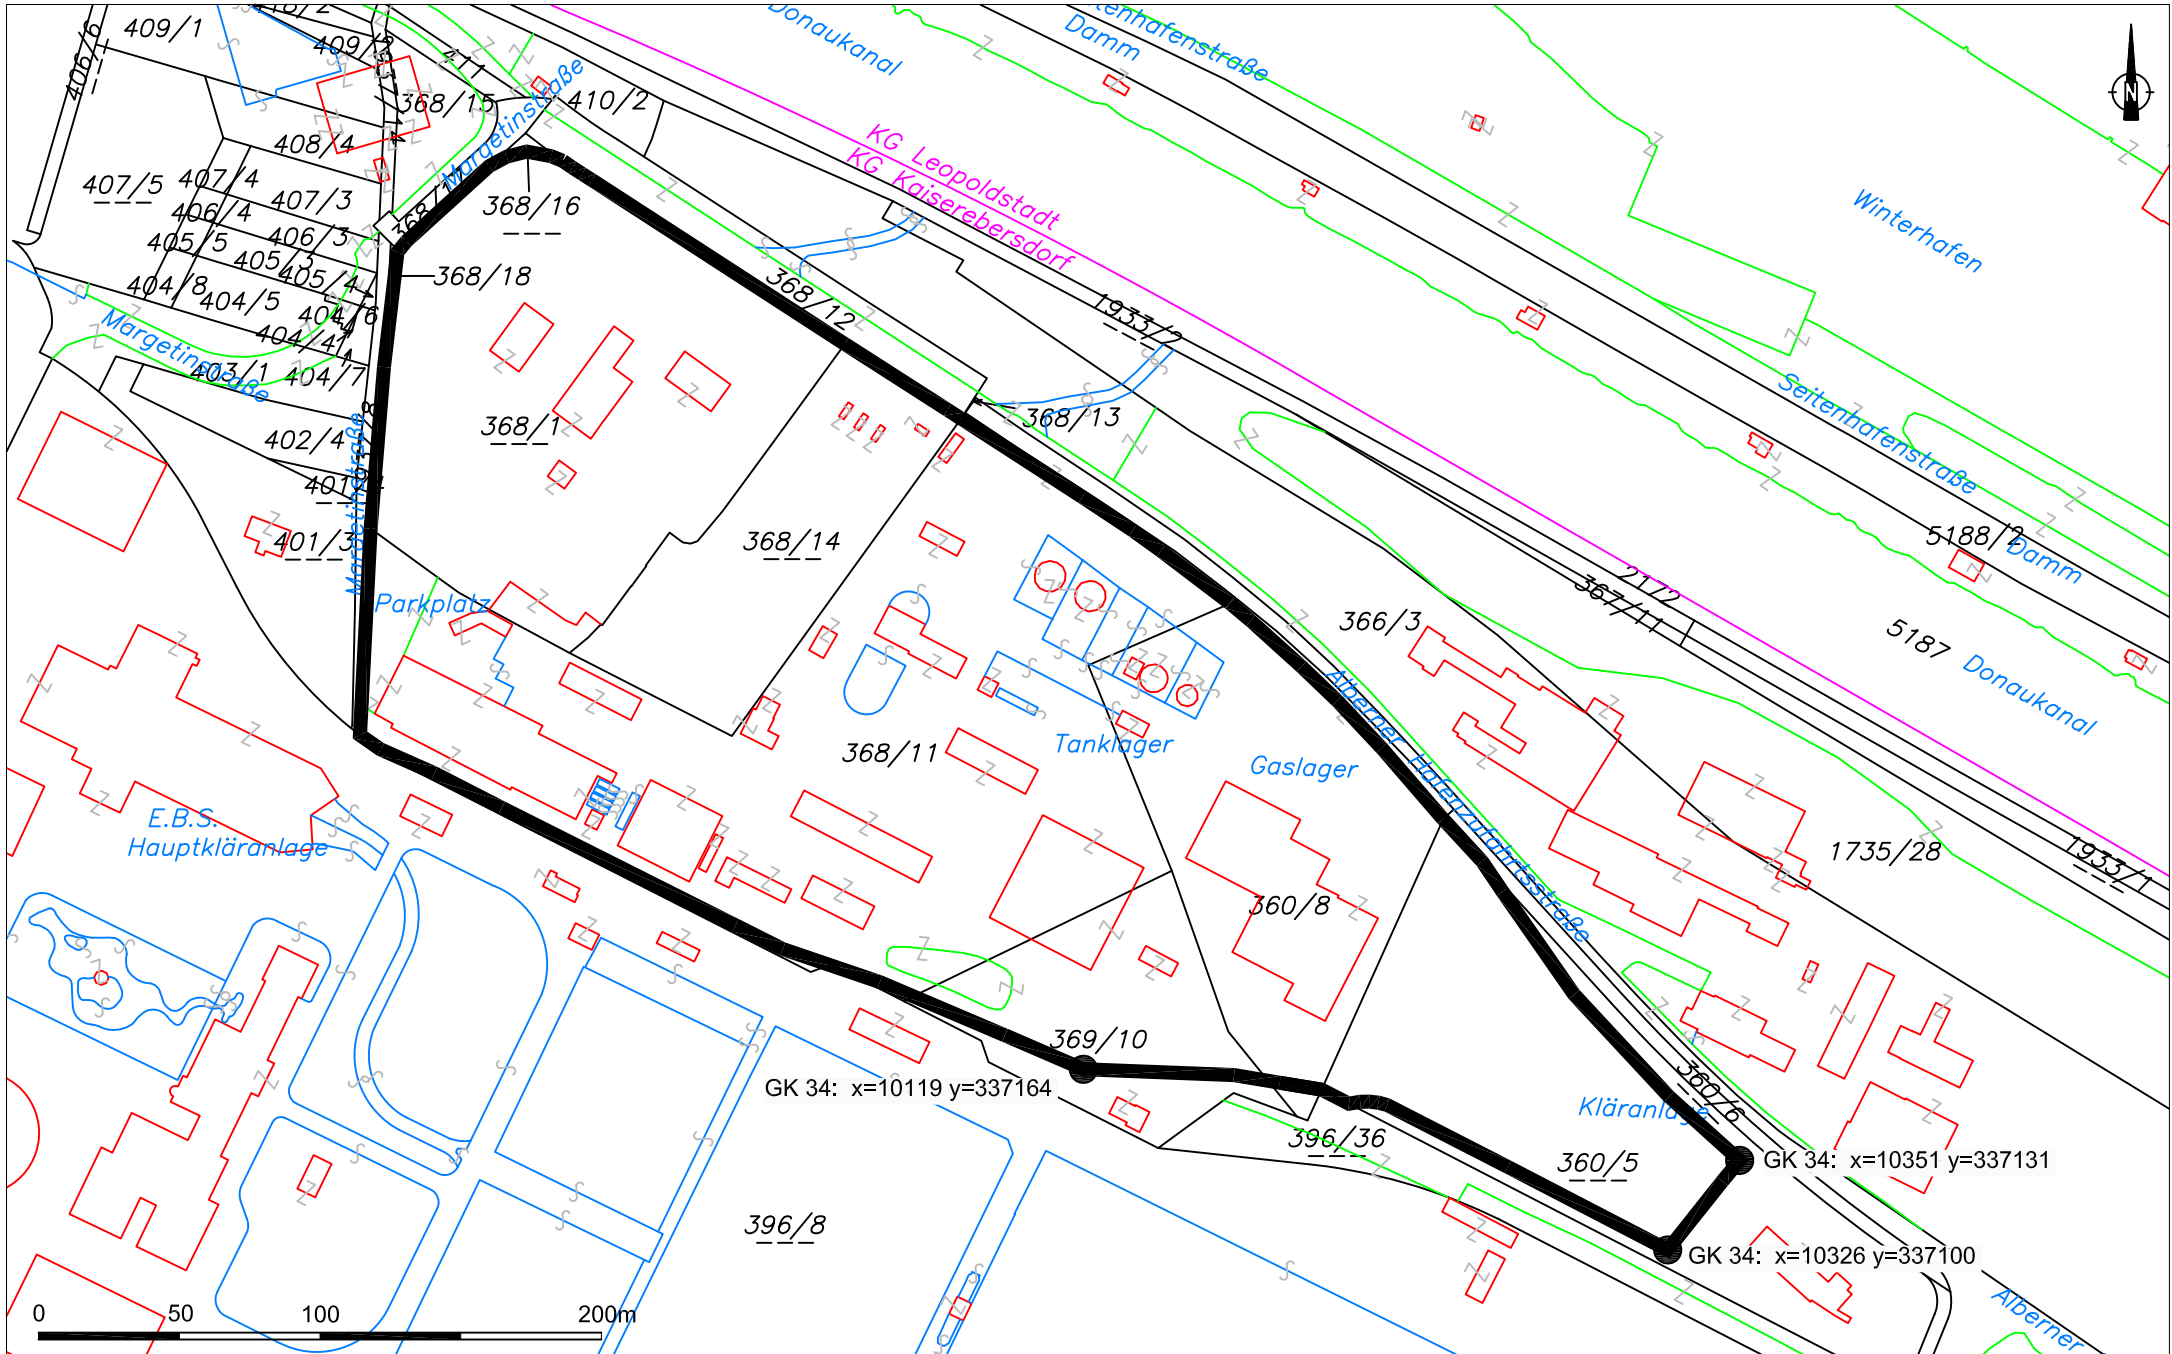 409/1
409/2
411
406/6
368/15
410/2
Margetinstraße
408/4
407/5
407/4
407/3
406/4
406/3
405/5
405/3
405/4
404/8
404/5
404/6
404/4
403/1
404/7
402/4
401/3
Margetinstraße
Margetinstraße
368/16
368/18
368/1
368/12
368/13
368/14
368/11
Parkplatz
Tanklager
Gaslager
Donaukanal
Damm
tenhafenstraße
KG Leopoldstadt
KG Kaiserebersdorf
N
Winterhafen
1933/2
Seitenhafenstraße
5188/2
Damm
2172
367/11
366/3
5187
Donaukanal
Alberner Hafenzufahrtsstraße
1735/28
1933/1
360/8
E.B.S.
Hauptkläranlage
369/10
GK 34: x=10119 y=337164
Kläranlage
360/6
396/36
360/5
GK 34: x=10351 y=337131
396/8
GK 34: x=10326 y=337100
Alberner
0 50 100 200m